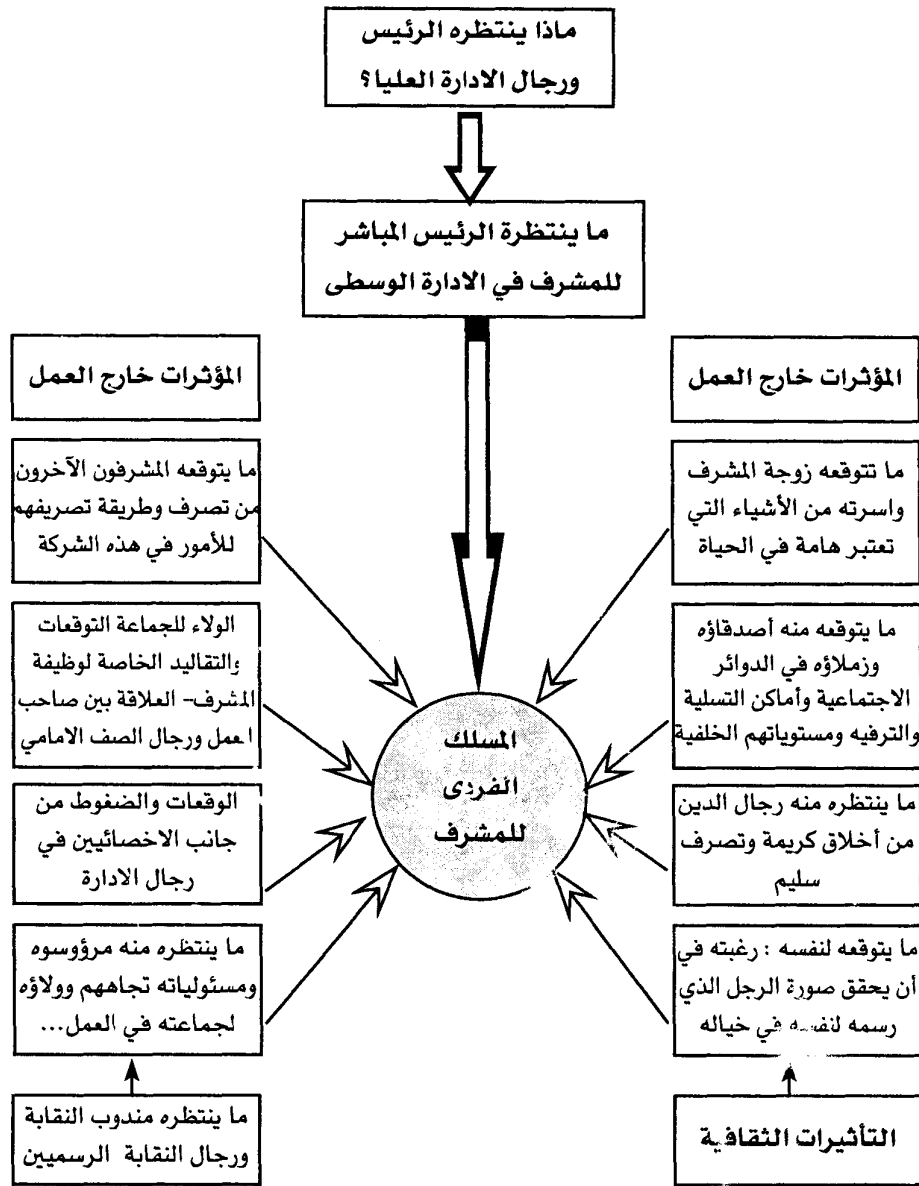 ماذا ينتظره الرئيس
ورجال الادارة العليا؟
ما ينتظرة الرئيس المباشر
للمشرف في الادارة الوسطى
المؤثرات خارج العمل
ما تتوقعه زوجة المشرف
واسرته من الأشياء التي
تعتبر هامة في الحياة
ما يتوقعه منه أصدقاؤه
وزملاؤه في الدوائر
الاجتماعية وأماكن التسلية
والترفيه ومستوياتهم الخلفية
ما ينتظره منه رجال الدين
من أخلاق كريمة وتصرف
سليم
ما يتوقعه لنفسه : رغبته في
أن يحقق صورة الرجل الذي
رسمه لنفسه في خياله
التأثيرات الثقافية
المسلك
الفردى
للمشرف
المؤثرات خارج العمل
ما يتوقعه المشرفون الآخرون
من تصرف وطريقة تصريفهم
للأمور في هذه الشركة
الولاء للجماعة التوقعات
والتقاليد الخاصة لوظيفة
المشرف- العلاقة بين صاحب
العمل ورجال الصف الامامي
الوقعات والضغوط من
جانب الاخصائيين في
رجال الادارة
ما ينتظره منه مرؤوسوه
ومسئولياته تجاههم وولاؤه
لجماعته في العمل...
ما ينتظره مندوب النقابة
ورجال النقابة الرسميين